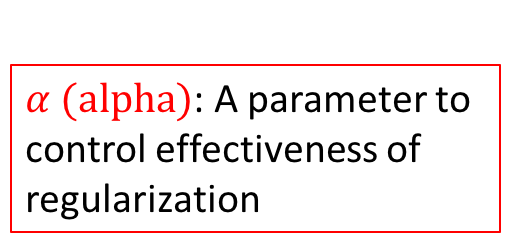 α (alpha): A parameter to
control effectiveness of
regularization